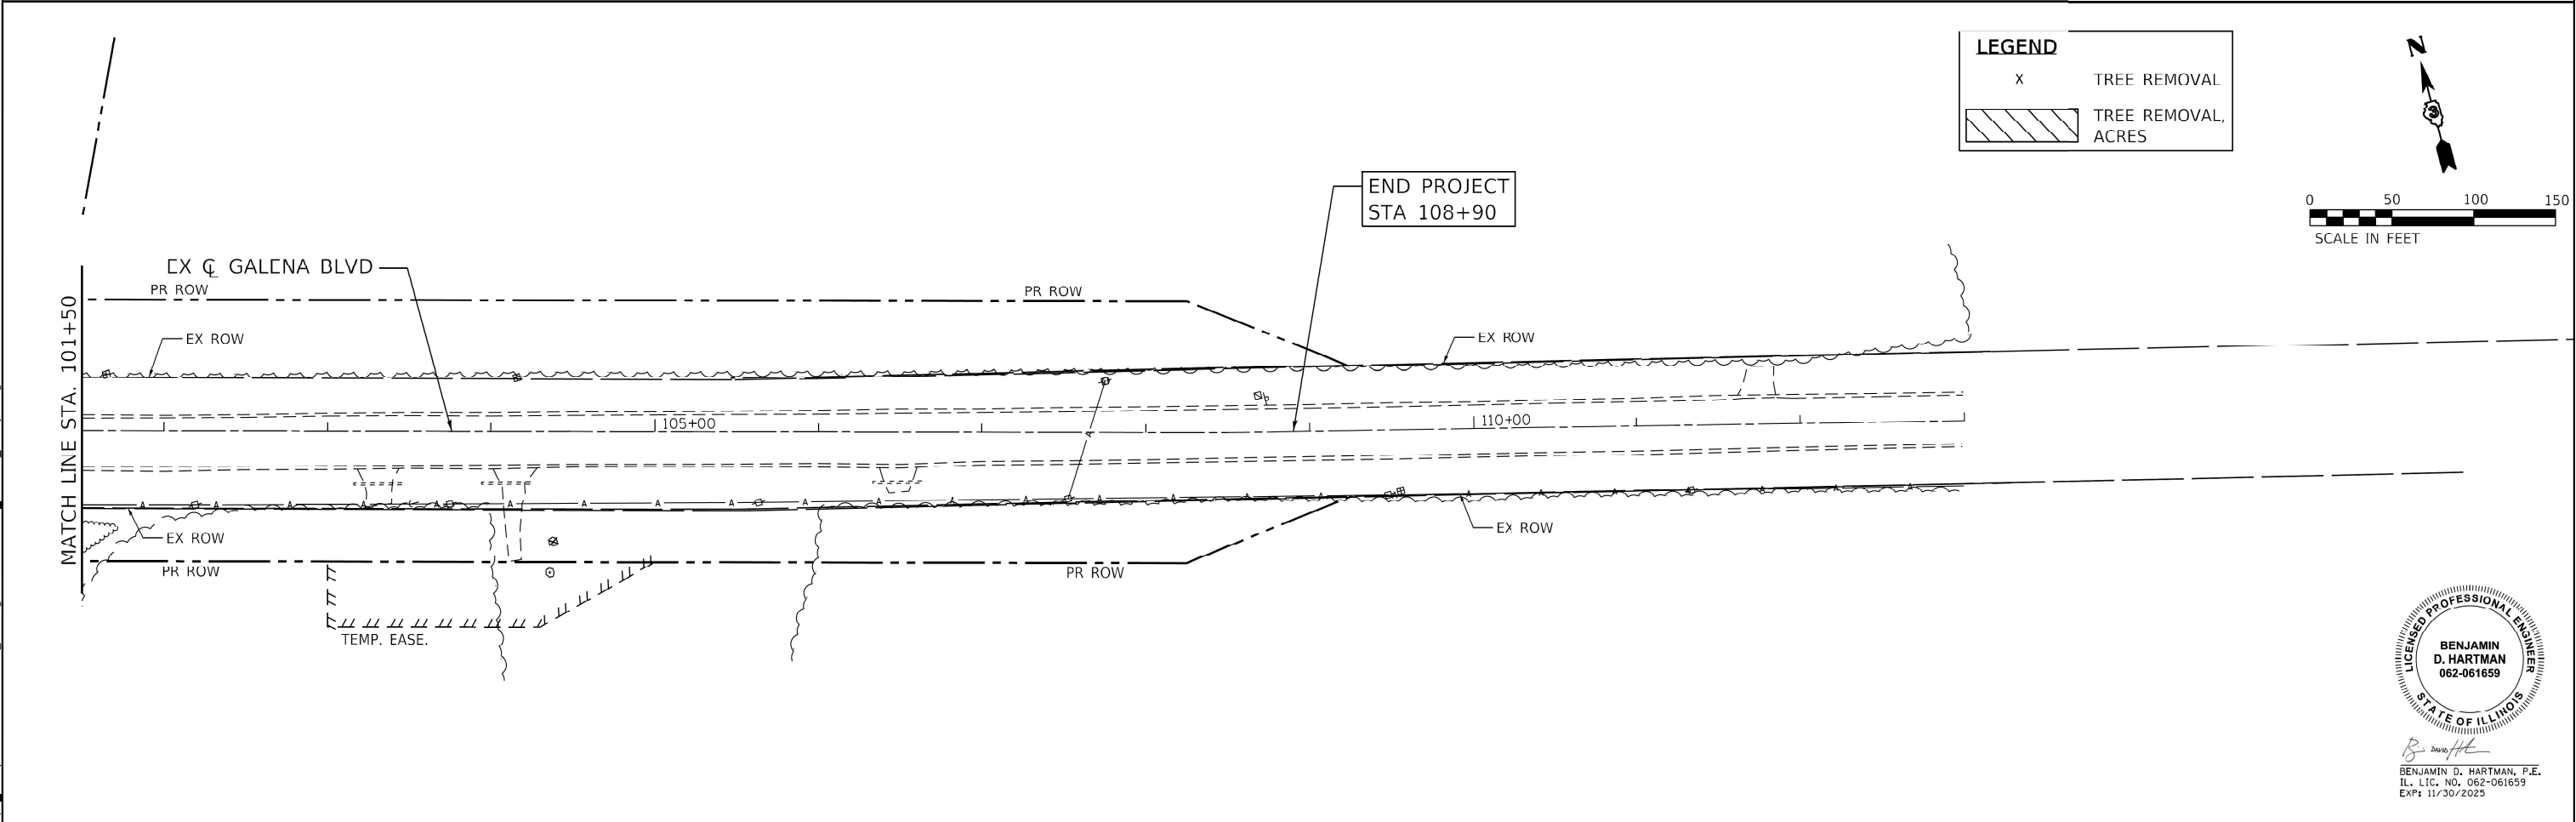 LEGEND
X TREE REMOVAL
TREE REMOVAL,
ACRES
N
3
0 50 100 150
SCALE IN FEET
END PROJECT
STA 108+90
EX ℄ GALENA BLVD
PR ROW
PR ROW
EX ROW
EX ROW
MATCH LINE STA. 101+50
105+00
110+00
A A A A A A A A A A A A A A A A A A A A A A A A A
EX ROW
EX ROW
PR ROW
PR ROW
TEMP. EASE.
LICENSED PROFESSIONAL ENGINEER
BENJAMIN
D. HARTMAN
062-061659
STATE OF ILLINOIS
BENJAMIN D. HARTMAN, P.E.
IL. LIC. NO. 062-061659
EXP: 11/30/2025